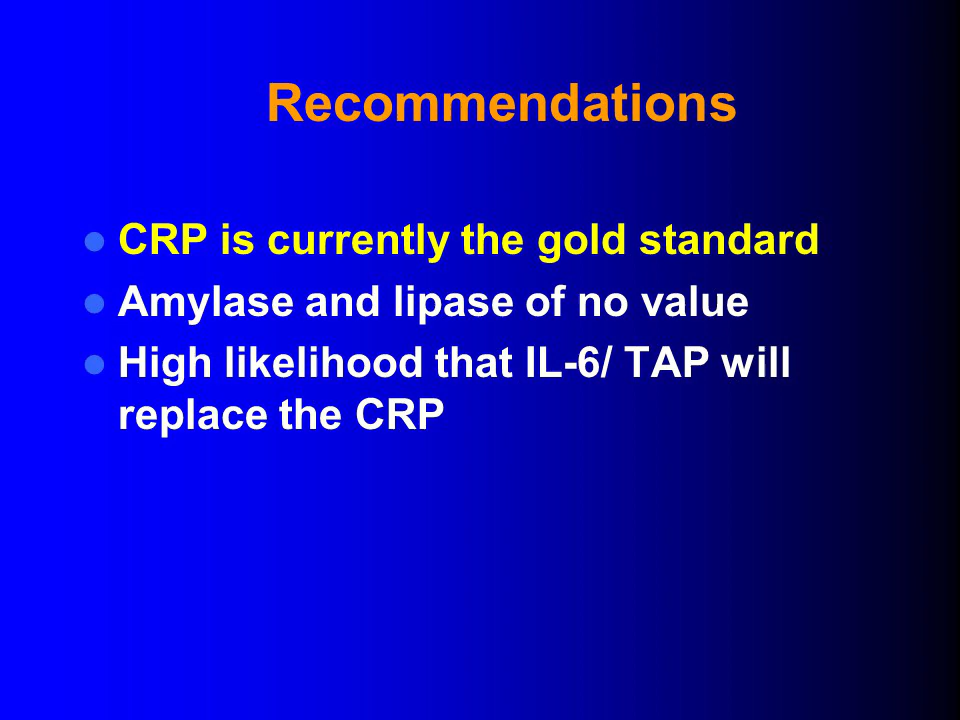 Recommendations
CRP is currently the gold standard
Amylase and lipase of no value
High likelihood that IL-6/ TAP will
replace the CRP